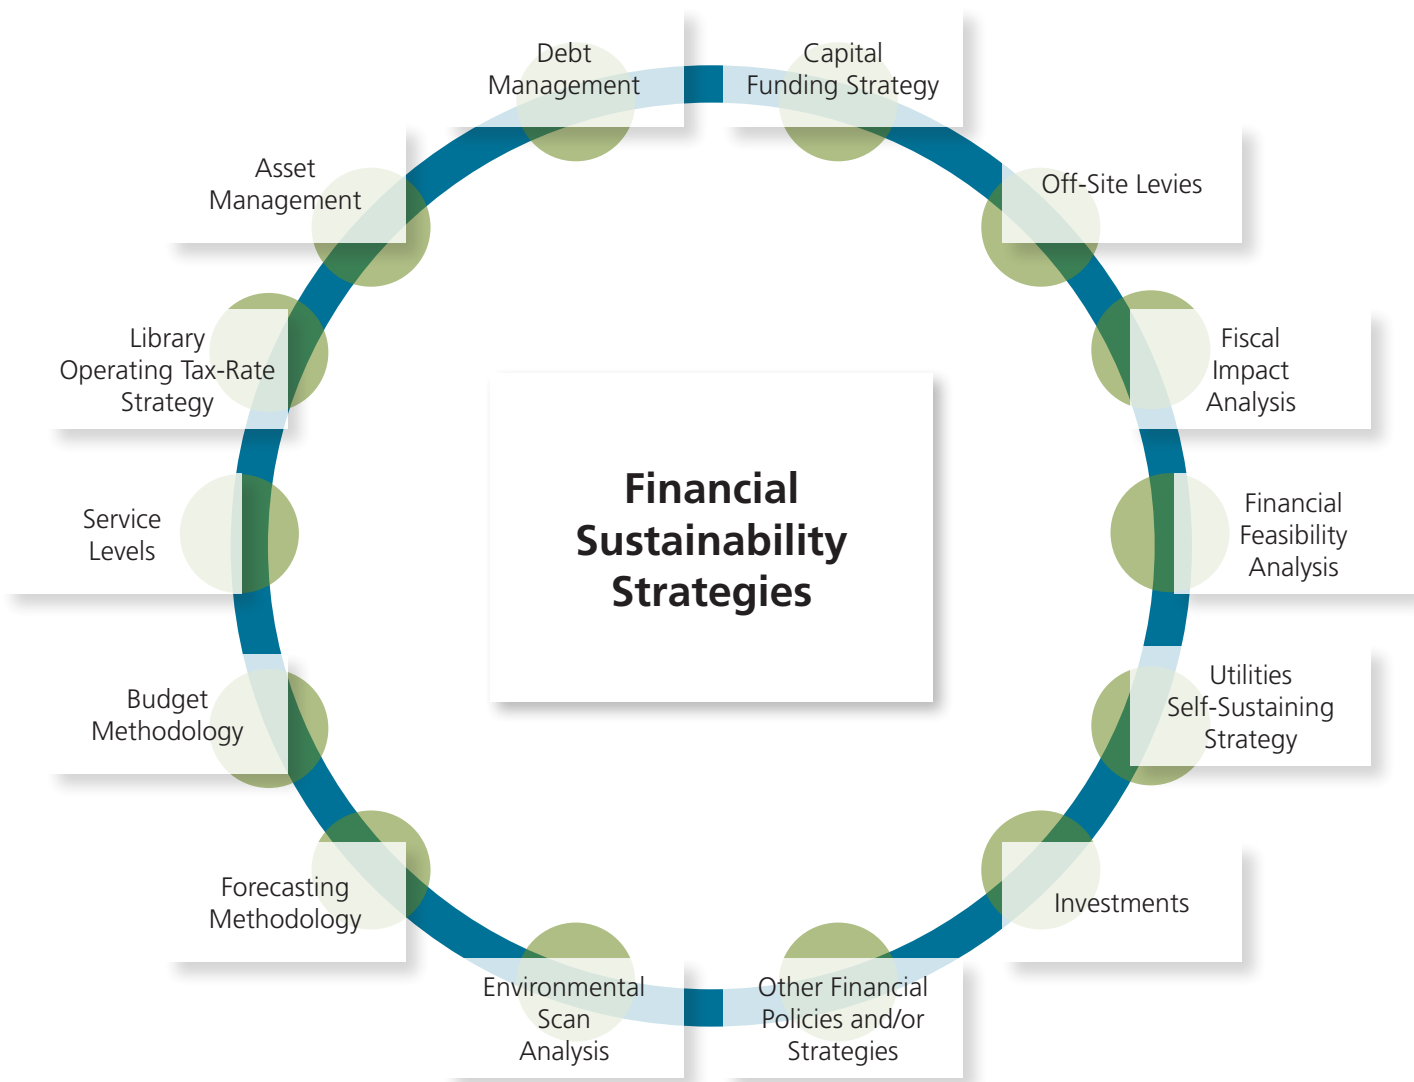 Debt
Management
Capital
Funding Strategy
Asset
Management
Off-Site Levies
Library
Operating Tax-Rate
Strategy
Fiscal
Impact
Analysis
Financial
Sustainability
Strategies
Service
Levels
Financial
Feasibility
Analysis
Budget
Methodology
Utilities
Self-Sustaining
Strategy
Forecasting
Methodology
Investments
Environmental
Scan
Analysis
Other Financial
Policies and/or
Strategies